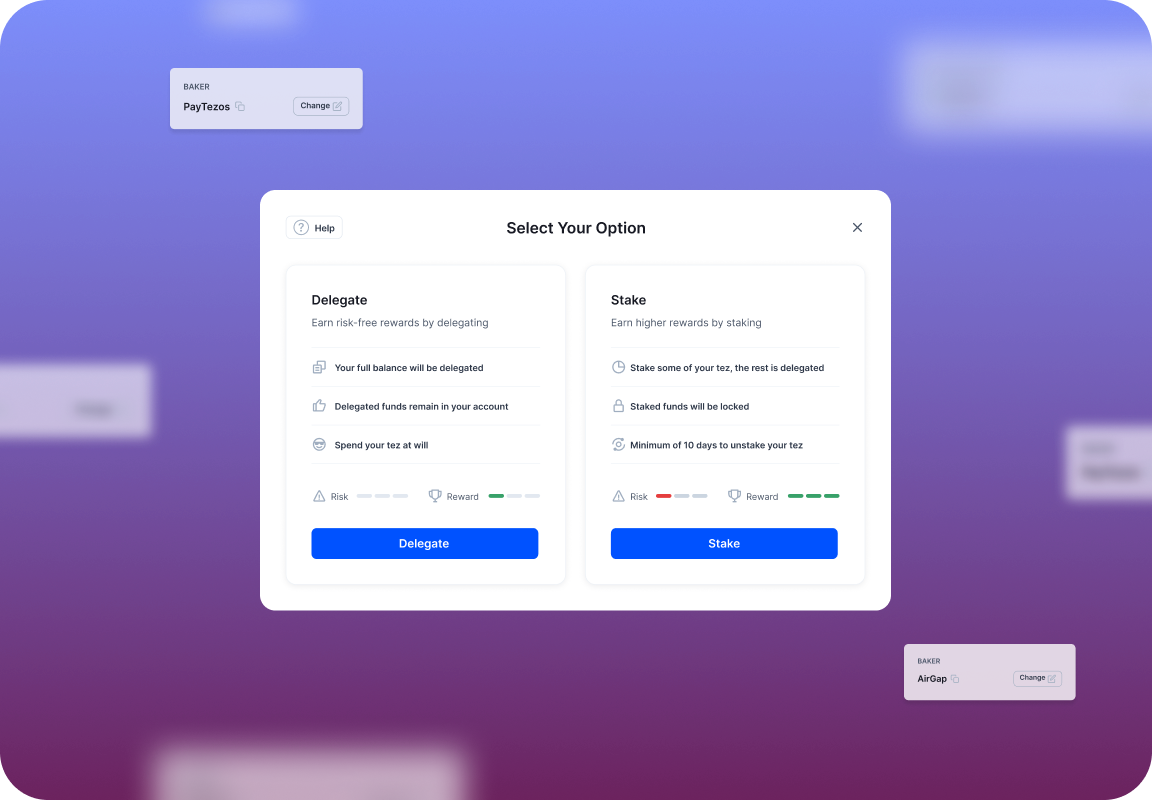 BAKER
PayTezos
Change
Help
Select Your Option
Delegate
Earn risk-free rewards by delegating
Your full balance will be delegated
Delegated funds remain in your account
Spend your tez at will
Risk
Reward
Delegate
Stake
Earn higher rewards by staking
Stake some of your tez, the rest is delegated
Staked funds will be locked
Minimum of 10 days to unstake your tez
Risk
Reward
Stake
BAKER
AirGap
Change